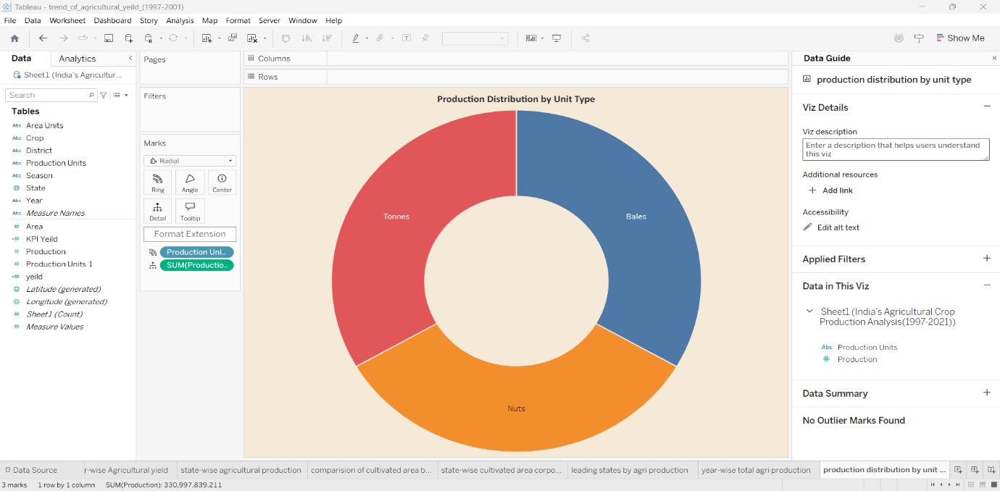 Tableau - trend_of_agricultural_yeild_(1997-2001)
File Data Worksheet Dashboard Story Analysis Map Format Server Window Help
Show Me
Data Analytics
Sheet1 (India's Agricultur...
Search
Tables
Abc Area Units
Abc Crop
Abc District
Abc Production Units
Abc Season
State
Abc Year
Abc Measure Names
# Area
=# KPI Yeild
# Production
# Production Units 1
=# yeild
Latitude (generated)
Longitude (generated)
# Sheet1 (Count)
# Measure Values
Pages
Filters
Marks
Radial
Ring Angle Center
Detail Tooltip
Format Extension
Production Uni..
SUM(Productio..
Columns
Rows
Production Distribution by Unit Type
Tonnes
Bales
Nuts
Data Guide
production distribution by unit type
Viz Details
Viz description
Enter a description that helps users understand
this viz
Additional resources
+ Add link
Accessibility
Edit alt text
Applied Filters
Data in This Viz
Sheet1 (India's Agricultural Crop
Production Analysis(1997-2021))
Abc Production Units
# Production
Data Summary
No Outlier Marks Found
Data Source r-wise Agricultural yield state-wise agricultural production comparision of cultivated area b... state-wise cultivated area corpo... leading states by agri production year-wise total agri production production distribution by unit ...
3 marks 1 row by 1 column SUM(Production): 330,997,839,211